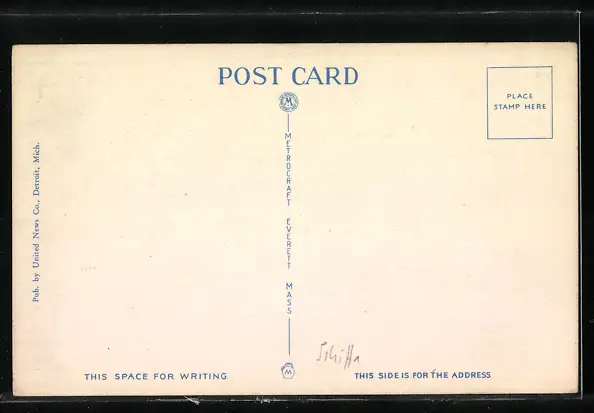 POST CARD
PLACE
STAMP HERE
M
METROCRAFT EVERETT MASS
M
Pub. by United News Co., Detroit, Mich.
THIS SPACE FOR WRITING
THIS SIDE IS FOR THE ADDRESS